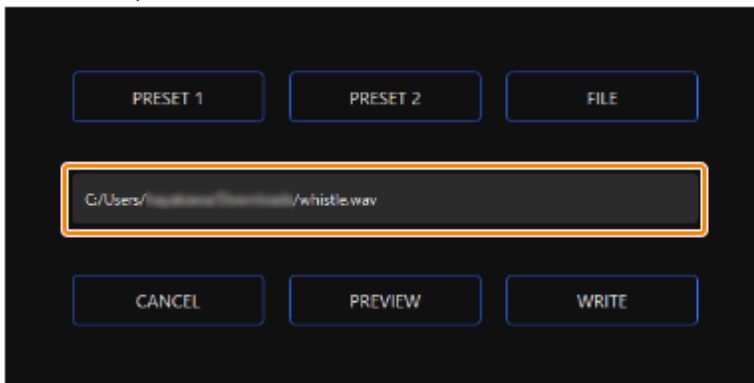 PRESET 1
PRESET 2
FILE
C:/Users/ /whistle.wav
CANCEL
PREVIEW
WRITE